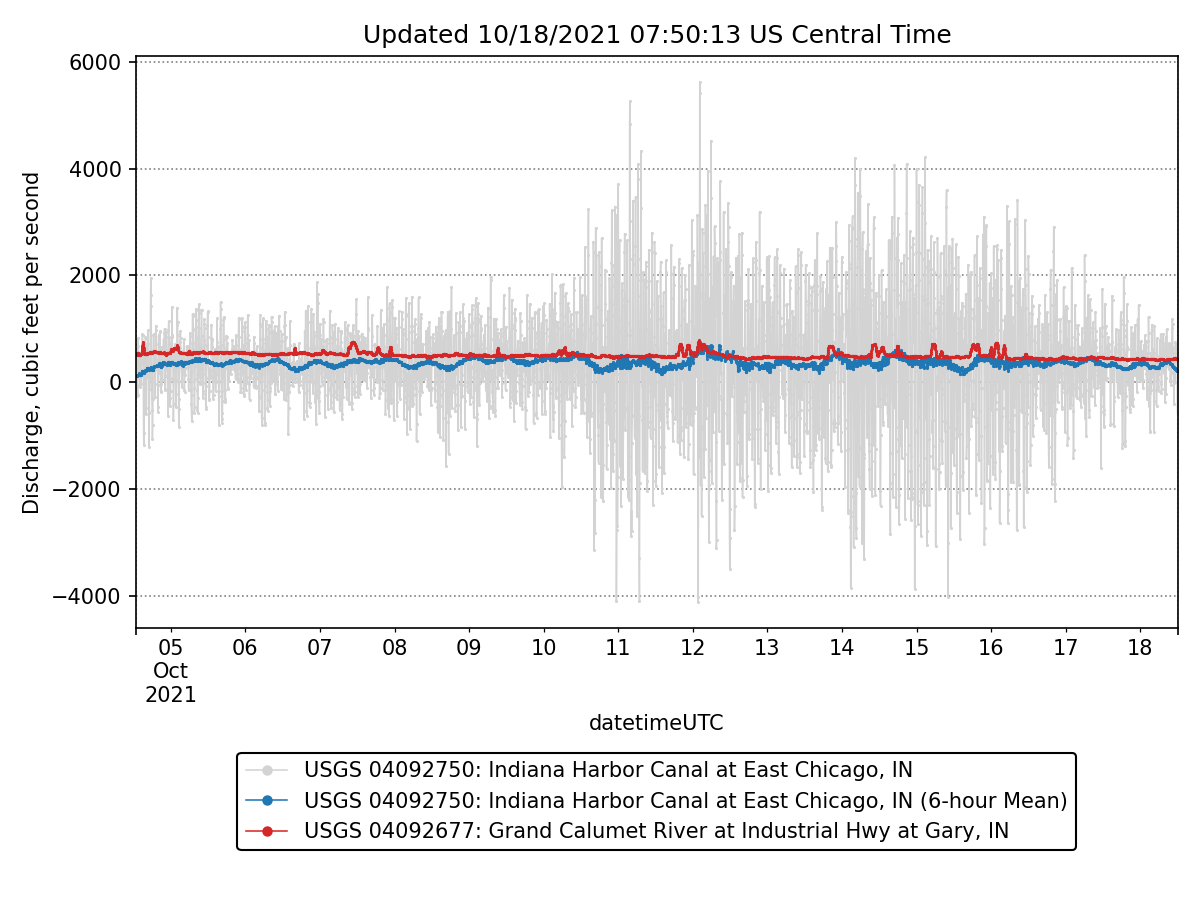 Updated 10/18/2021 07:50:13 US Central Time
Discharge, cubic feet per second
6000
4000
2000
0
−2000
−4000
05 06 07 08 09 10 11 12 13 14 15 16 17 18
Oct
2021
datetimeUTC
USGS 04092750: Indiana Harbor Canal at East Chicago, IN
USGS 04092750: Indiana Harbor Canal at East Chicago, IN (6-hour Mean)
USGS 04092677: Grand Calumet River at Industrial Hwy at Gary, IN